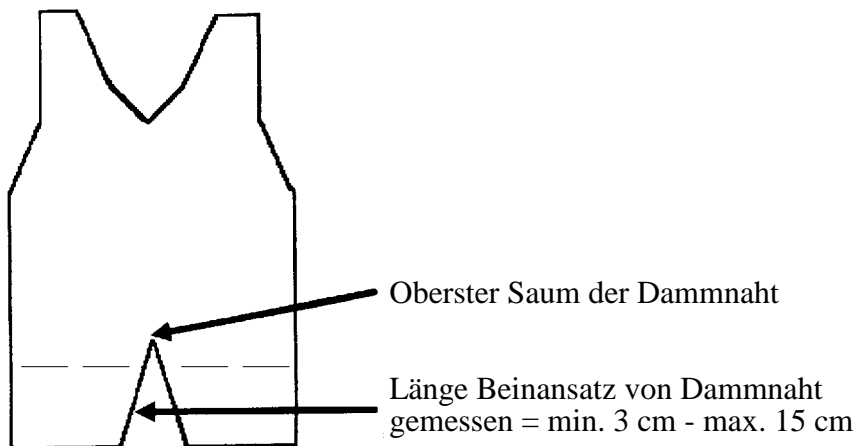 Oberster Saum der Dammnaht
Länge Beinansatz von Dammnaht
gemessen = min. 3 cm - max. 15 cm